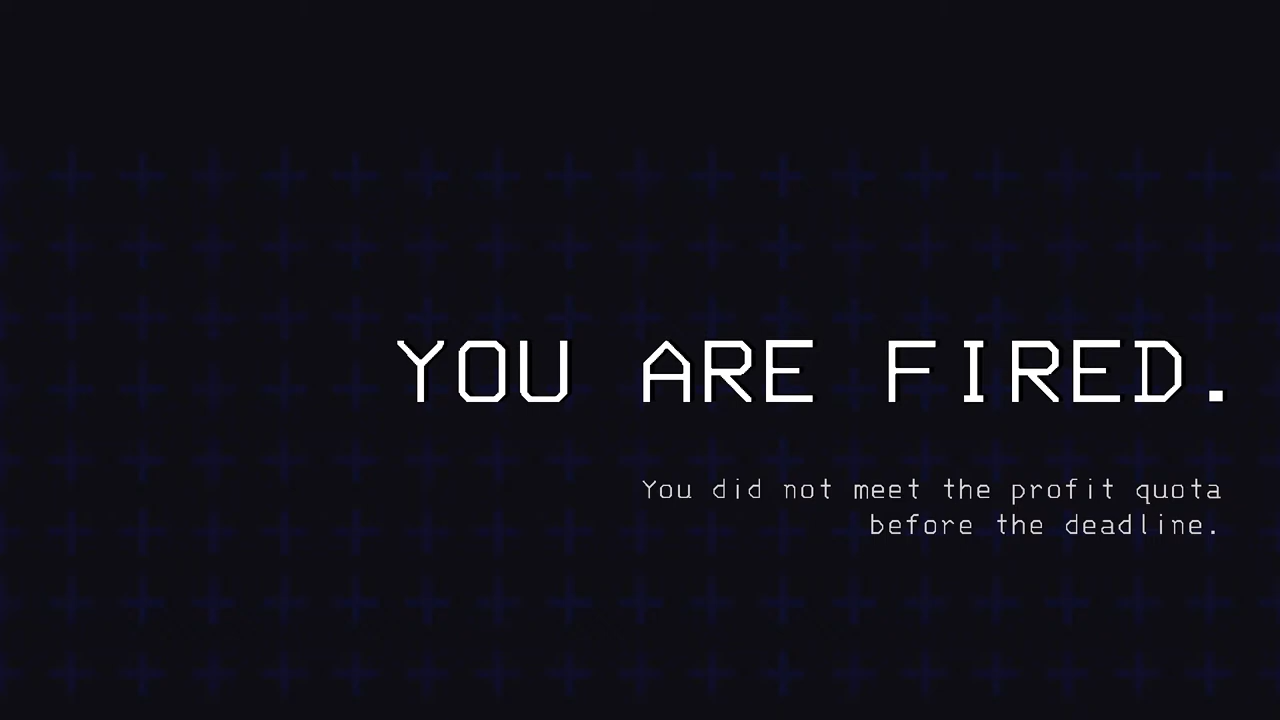 YOU ARE FIRED.
You did not meet the profit quota
before the deadline.